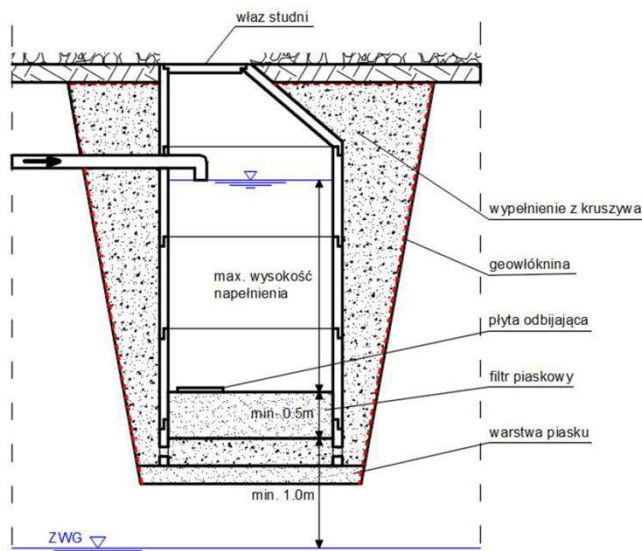 właz studni
wypełnienie z kruszywa
geowłóknina
max. wysokość
napełnienia
płyta odbijająca
filtr piaskowy
min. 0.5m
warstwa piasku
min. 1.0m
ZWG